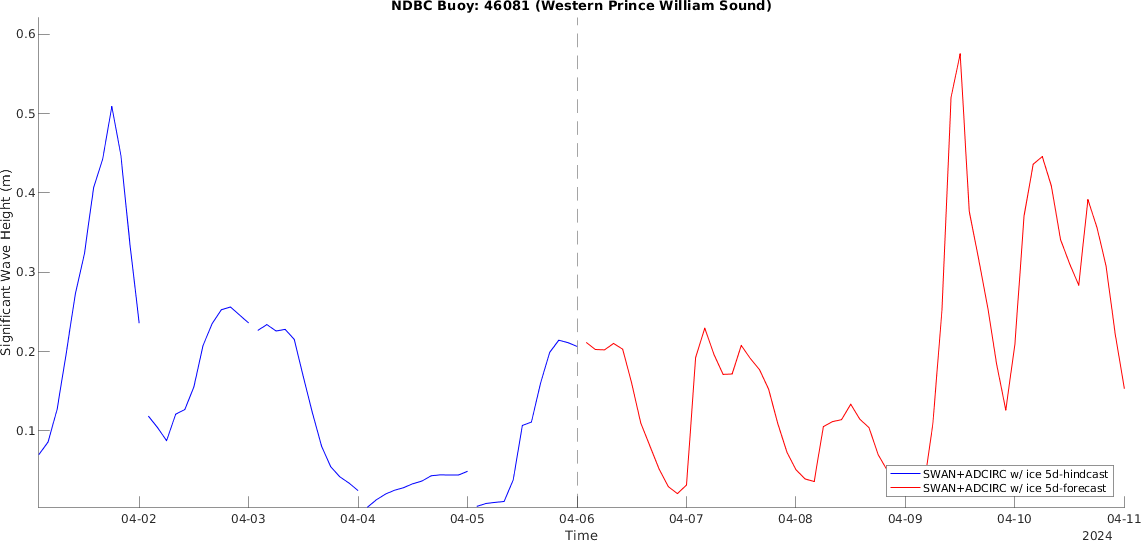 NDBC Buoy: 46081 (Western Prince William Sound)
0.6
0.5
0.4
0.3
0.2
0.1
Significant Wave Height (m)
SWAN+ADCIRC w/ ice 5d-hindcast
SWAN+ADCIRC w/ ice 5d-forecast
04-02 04-03 04-04 04-05 04-06 04-07 04-08 04-09 04-10 04-11
Time
2024